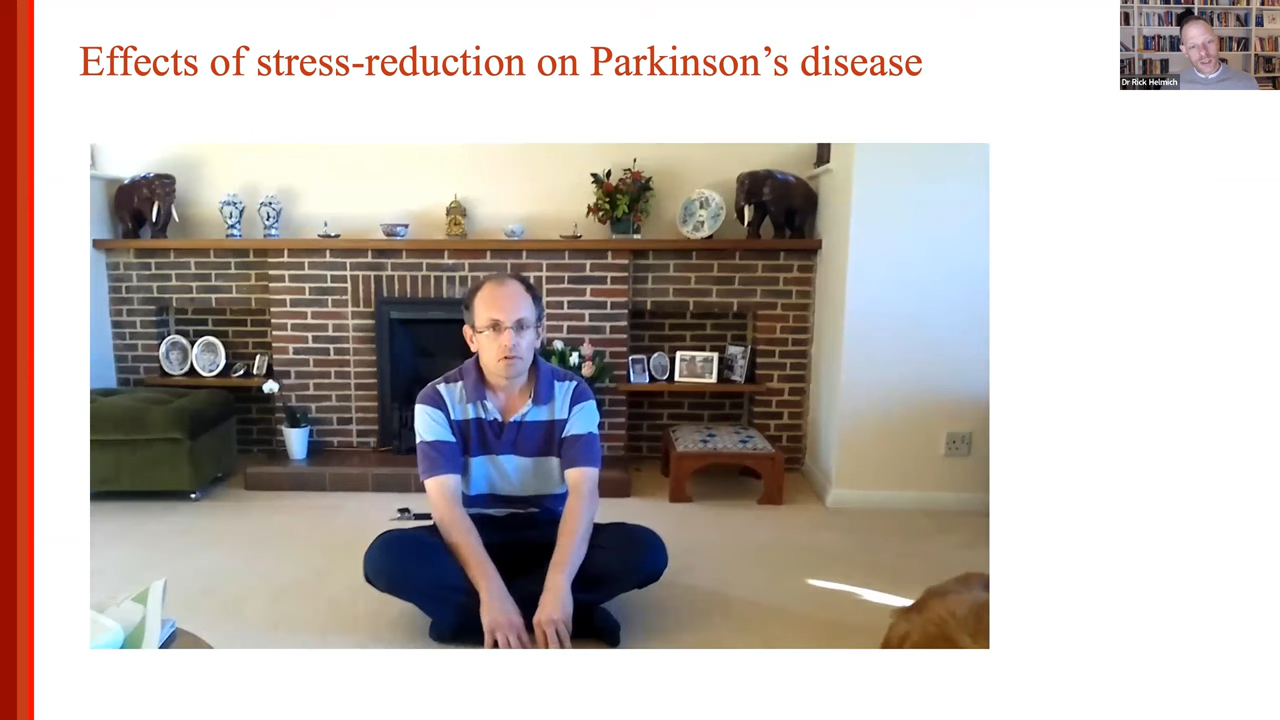 Effects of stress-reduction on Parkinson’s disease
Dr Rick Helmich